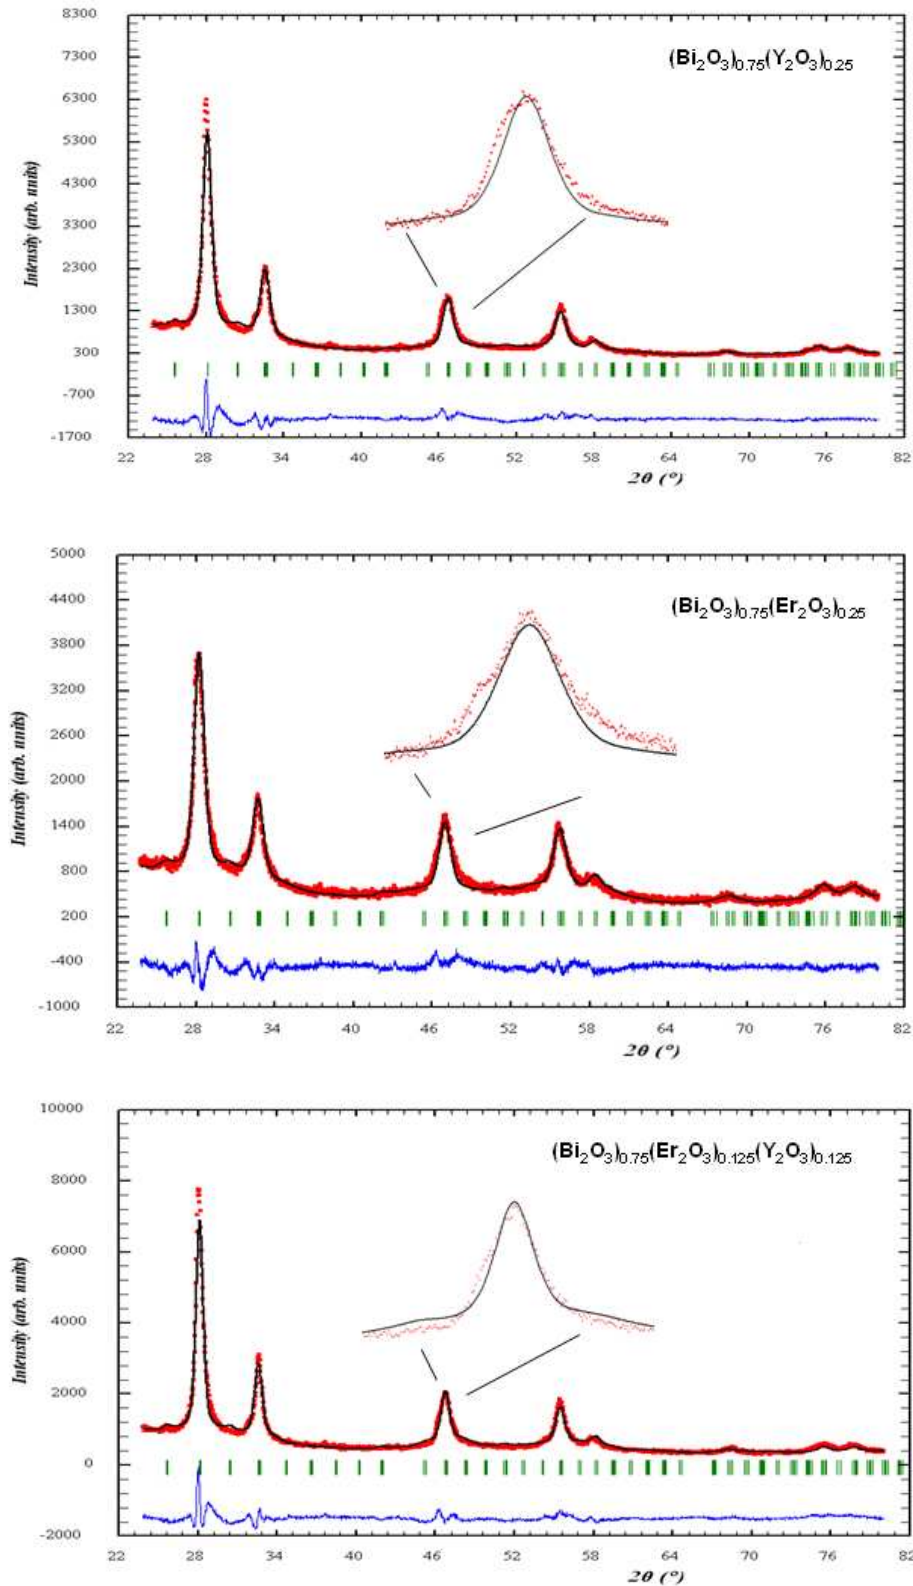 8300
7300
6300
5300
4300
3300
2300
1300
300
-700
-1700
Intensity (arb. units)
(Bi₂O₃)₀.₇₅(Y₂O₃)₀.₂₅
22 28 34 40 46 52 58 64 70 76 82
2θ (°)
5000
4400
3800
3200
2600
2000
1400
800
200
-400
-1000
Intensity (arb. units)
(Bi₂O₃)₀.₇₅(Er₂O₃)₀.₂₅
22 28 34 40 46 52 58 64 70 76 82
2θ (°)
10000
8000
6000
4000
2000
0
-2000
Intensity (arb. units)
(Bi₂O₃)₀.₇₅(Er₂O₃)₀.₁₂₅(Y₂O₃)₀.₁₂₅
22 28 34 40 46 52 58 64 70 76 82
2θ (°)